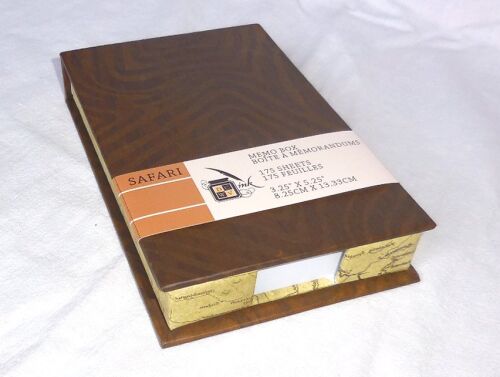 SAFARI
ink
MEMO BOX
BOÎTE À MÉMORANDUMS
175 SHEETS
175 FEUILLES
3.25" X 5.25"
8.25CM X 13.33CM